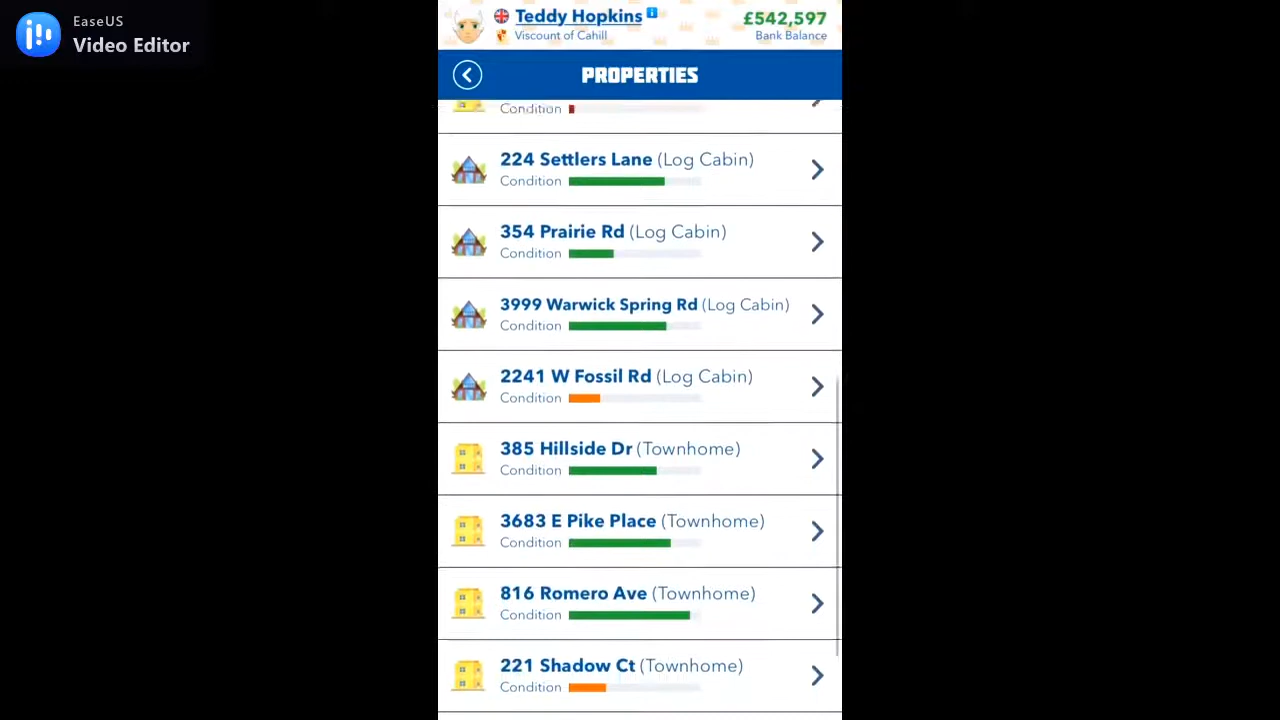 EaseUS
Video Editor
Teddy Hopkins i
Viscount of Cahill
£542,597
Bank Balance
PROPERTIES
Condition
224 Settlers Lane (Log Cabin)
Condition
354 Prairie Rd (Log Cabin)
Condition
3999 Warwick Spring Rd (Log Cabin)
Condition
2241 W Fossil Rd (Log Cabin)
Condition
385 Hillside Dr (Townhome)
Condition
3683 E Pike Place (Townhome)
Condition
816 Romero Ave (Townhome)
Condition
221 Shadow Ct (Townhome)
Condition